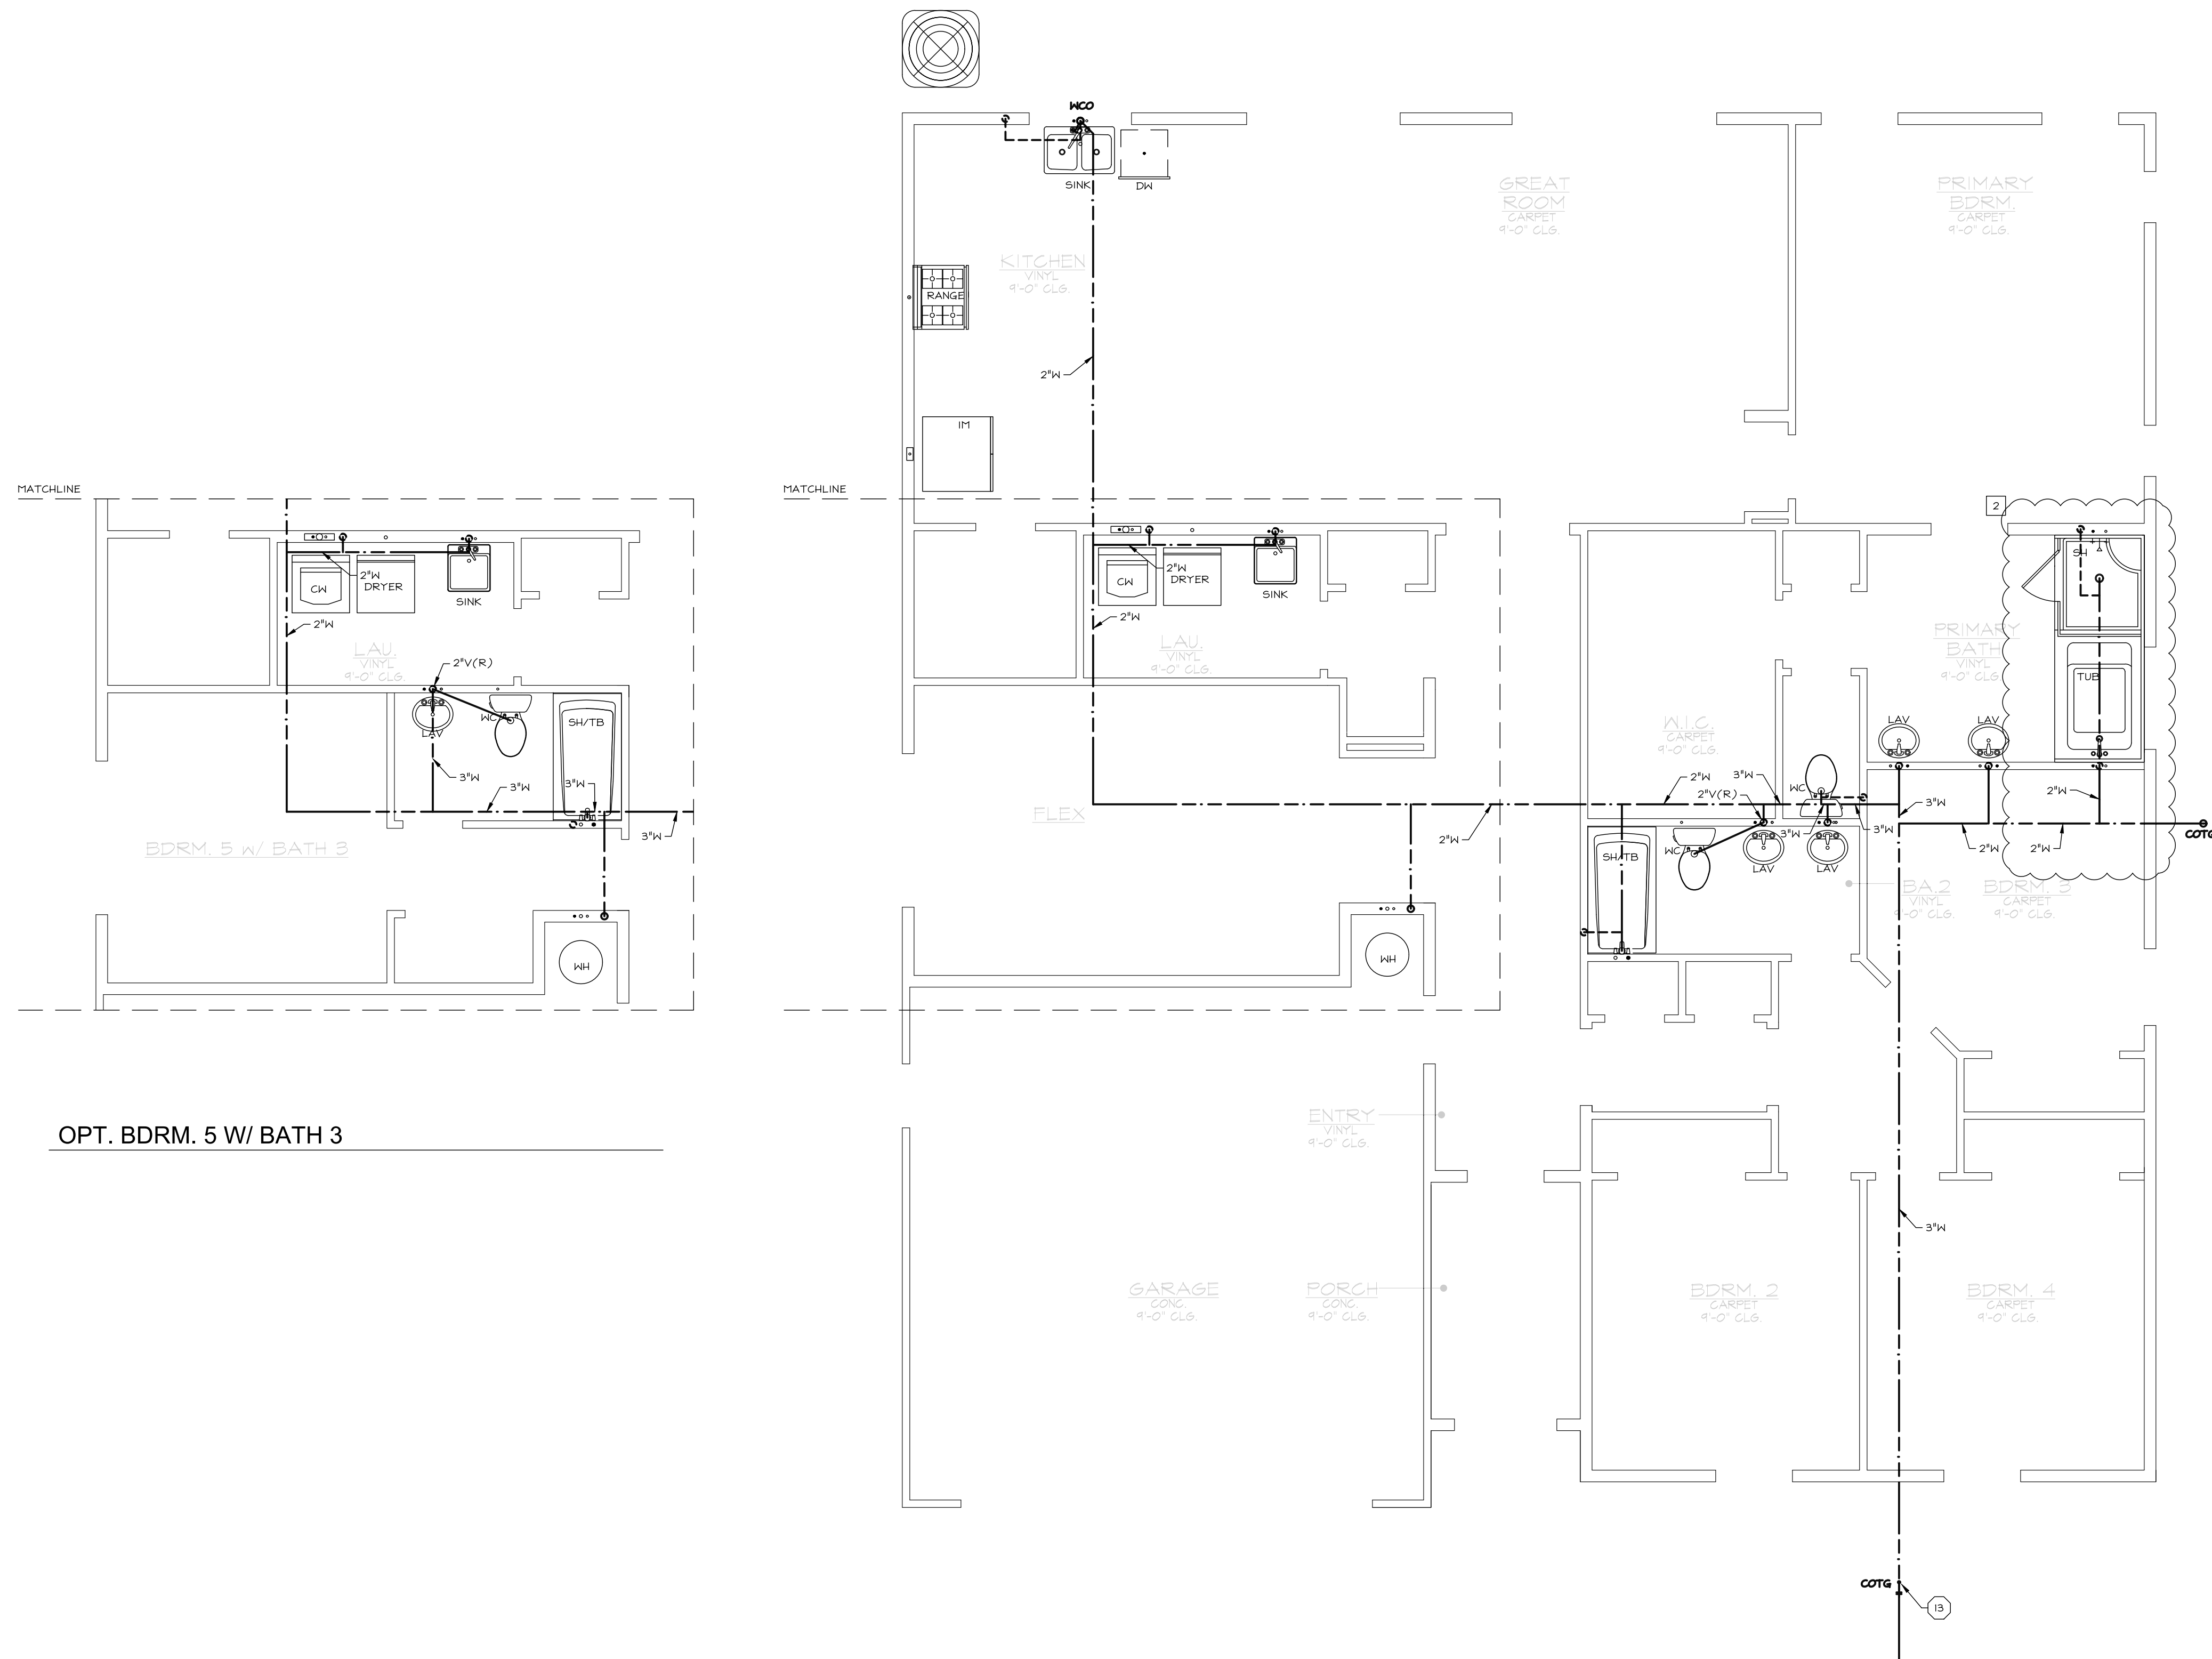 WCO
SINK
DW
GREAT
ROOM
CARPET
9'-0" CLG.
PRIMARY
BDRM.
CARPET
9'-0" CLG.
KITCHEN
VINYL
9'-0" CLG.
RANGE
2"W
IM
MATCHLINE
2"W
CW
DRYER
SINK
2"W
LAU.
VINYL
9'-0" CLG.
2"V(R)
WC
LAV
SH/TB
3"W
3"W
3"W
3"W
BDRM. 5 w/ BATH 3
WH
OPT. BDRM. 5 W/ BATH 3
MATCHLINE
2"W
CW
DRYER
SINK
2"W
LAU.
VINYL
9'-0" CLG.
FLEX
2"W
WH
2
SH
PRIMARY
BATH
VINYL
9'-0" CLG.
TUB
W.I.C.
CARPET
9'-0" CLG.
LAV
LAV
2"W
3"W
WC
2"V(R)
2"W
3"W
3"W
3"W
COTG
SH/TB
WC
LAV
LAV
2"W
2"W
BA.2
VINYL
9'-0" CLG.
BDRM. 3
CARPET
9'-0" CLG.
ENTRY
VINYL
9'-0" CLG.
3"W
GARAGE
CONC.
9'-0" CLG.
PORCH
CONC.
9'-0" CLG.
BDRM. 2
CARPET
9'-0" CLG.
BDRM. 4
CARPET
9'-0" CLG.
COTG
13